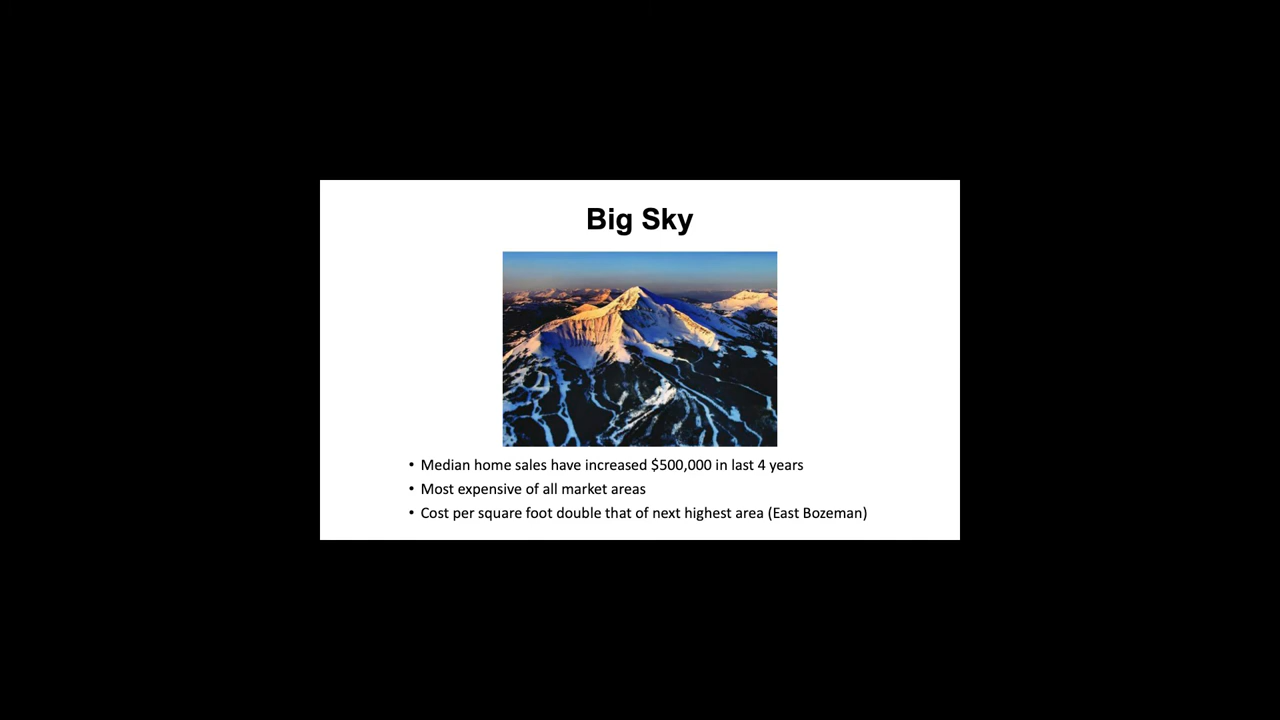 Big Sky
• Median home sales have increased $500,000 in last 4 years
• Most expensive of all market areas
• Cost per square foot double that of next highest area (East Bozeman)